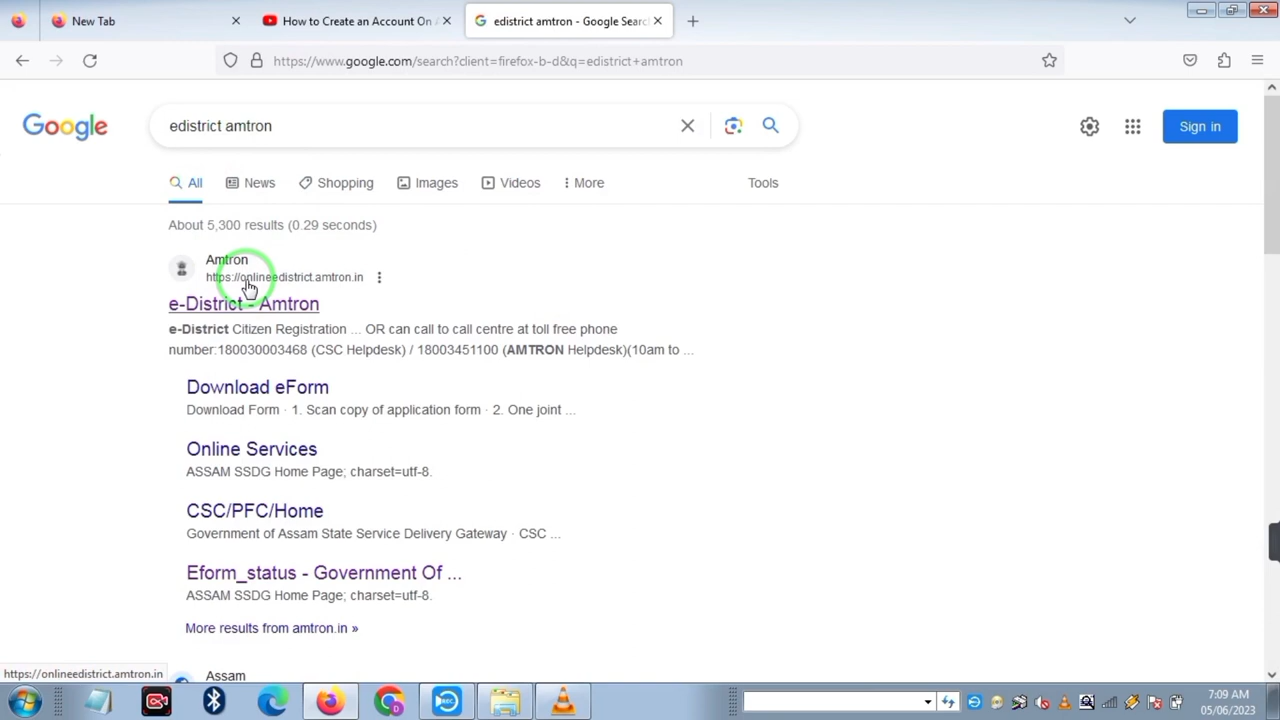 New Tab
How to Create an Account On A
edistrict amtron - Google Searc
https://www.google.com/search?client=firefox-b-d&q=edistrict+amtron
Google
edistrict amtron
Sign in
All
News
Shopping
Images
Videos
More
Tools
About 5,300 results (0.29 seconds)
Amtron
https://onlineedistrict.amtron.in
e-District - Amtron
e-District Citizen Registration ... OR can call to call centre at toll free phone
number:180030003468 (CSC Helpdesk) / 18003451100 (AMTRON Helpdesk)(10am to ...
Download eForm
Download Form · 1. Scan copy of application form · 2. One joint ...
Online Services
ASSAM SSDG Home Page; charset=utf-8.
CSC/PFC/Home
Government of Assam State Service Delivery Gateway · CSC ...
Eform_status - Government Of ...
ASSAM SSDG Home Page; charset=utf-8.
More results from amtron.in »
Assam
https://onlineedistrict.amtron.in
REC
7:09 AM
05/06/2023